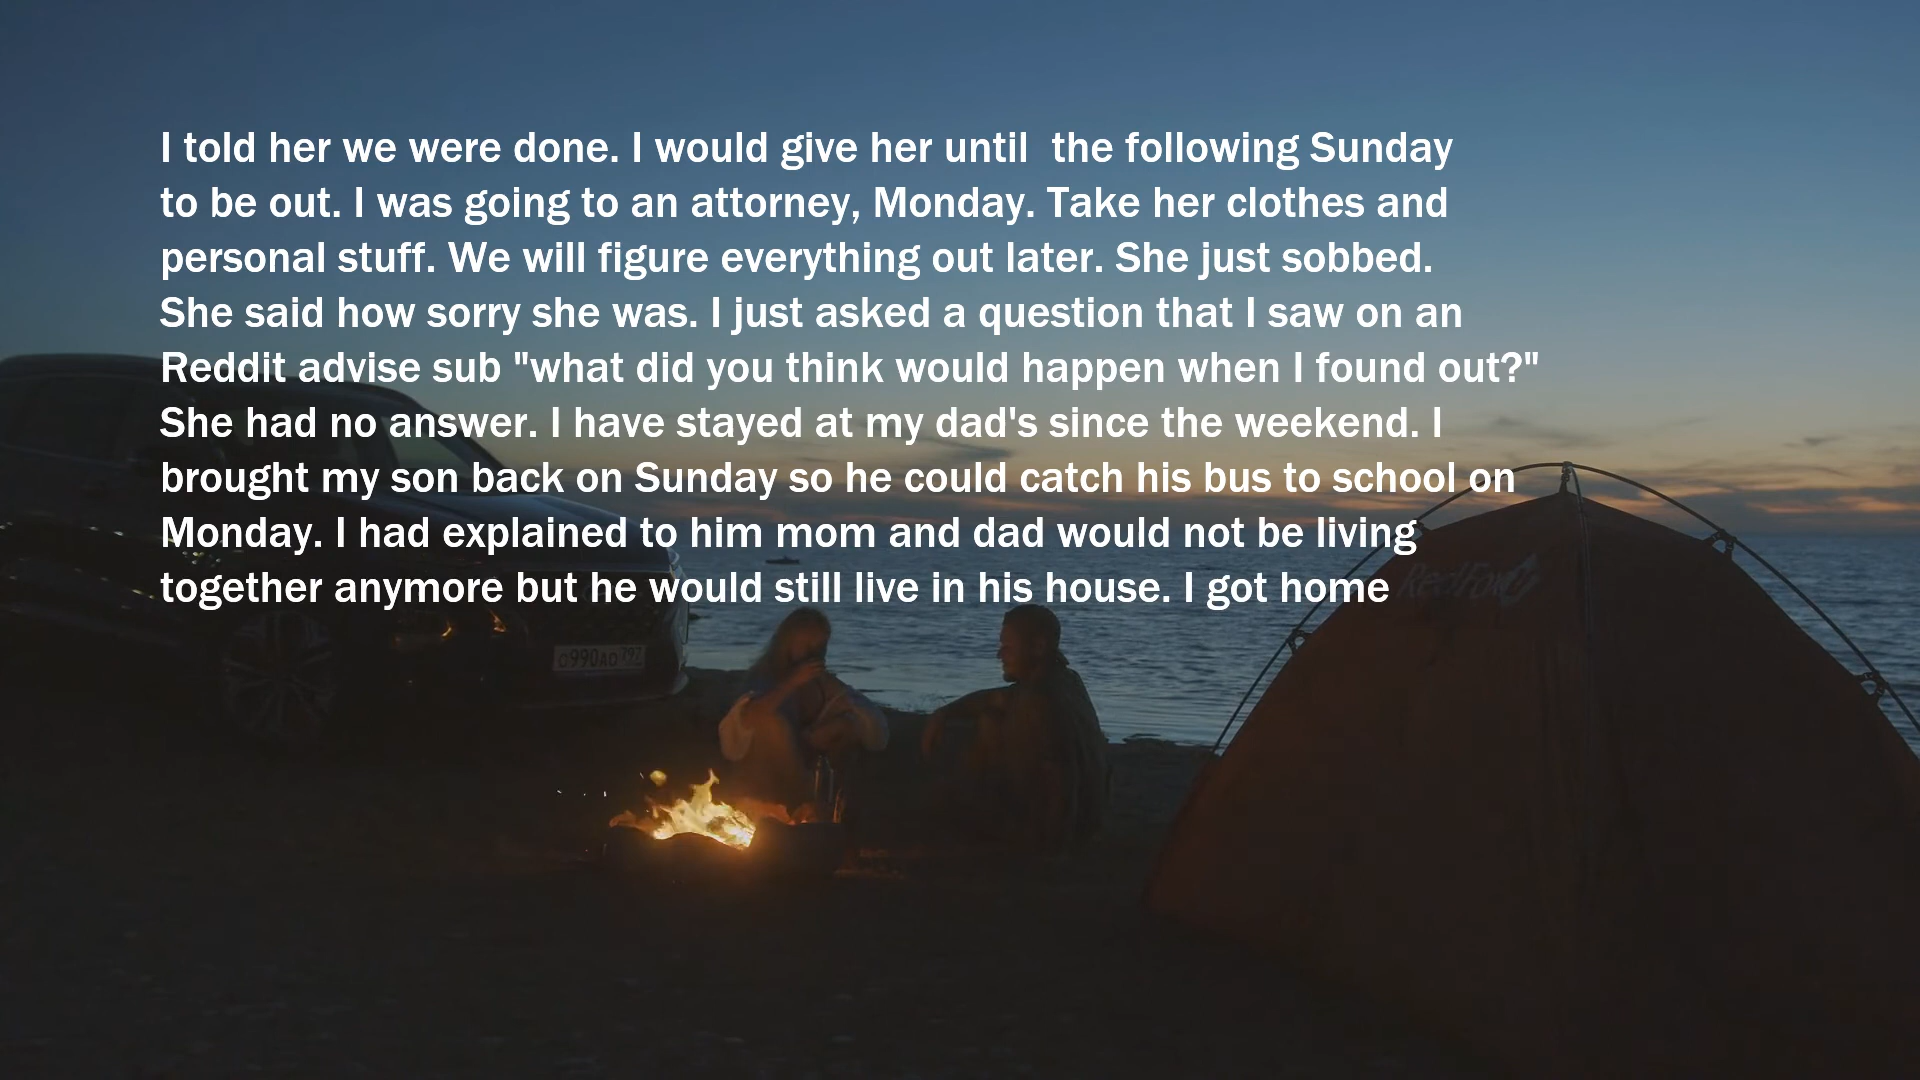 I told her we were done. I would give her until  the following Sunday
to be out. I was going to an attorney, Monday. Take her clothes and
personal stuff. We will figure everything out later. She just sobbed.
She said how sorry she was. I just asked a question that I saw on an
Reddit advise sub "what did you think would happen when I found out?"
She had no answer. I have stayed at my dad's since the weekend. I
brought my son back on Sunday so he could catch his bus to school on
Monday. I had explained to him mom and dad would not be living
together anymore but he would still live in his house. I got home
RedFox
О990АО 797